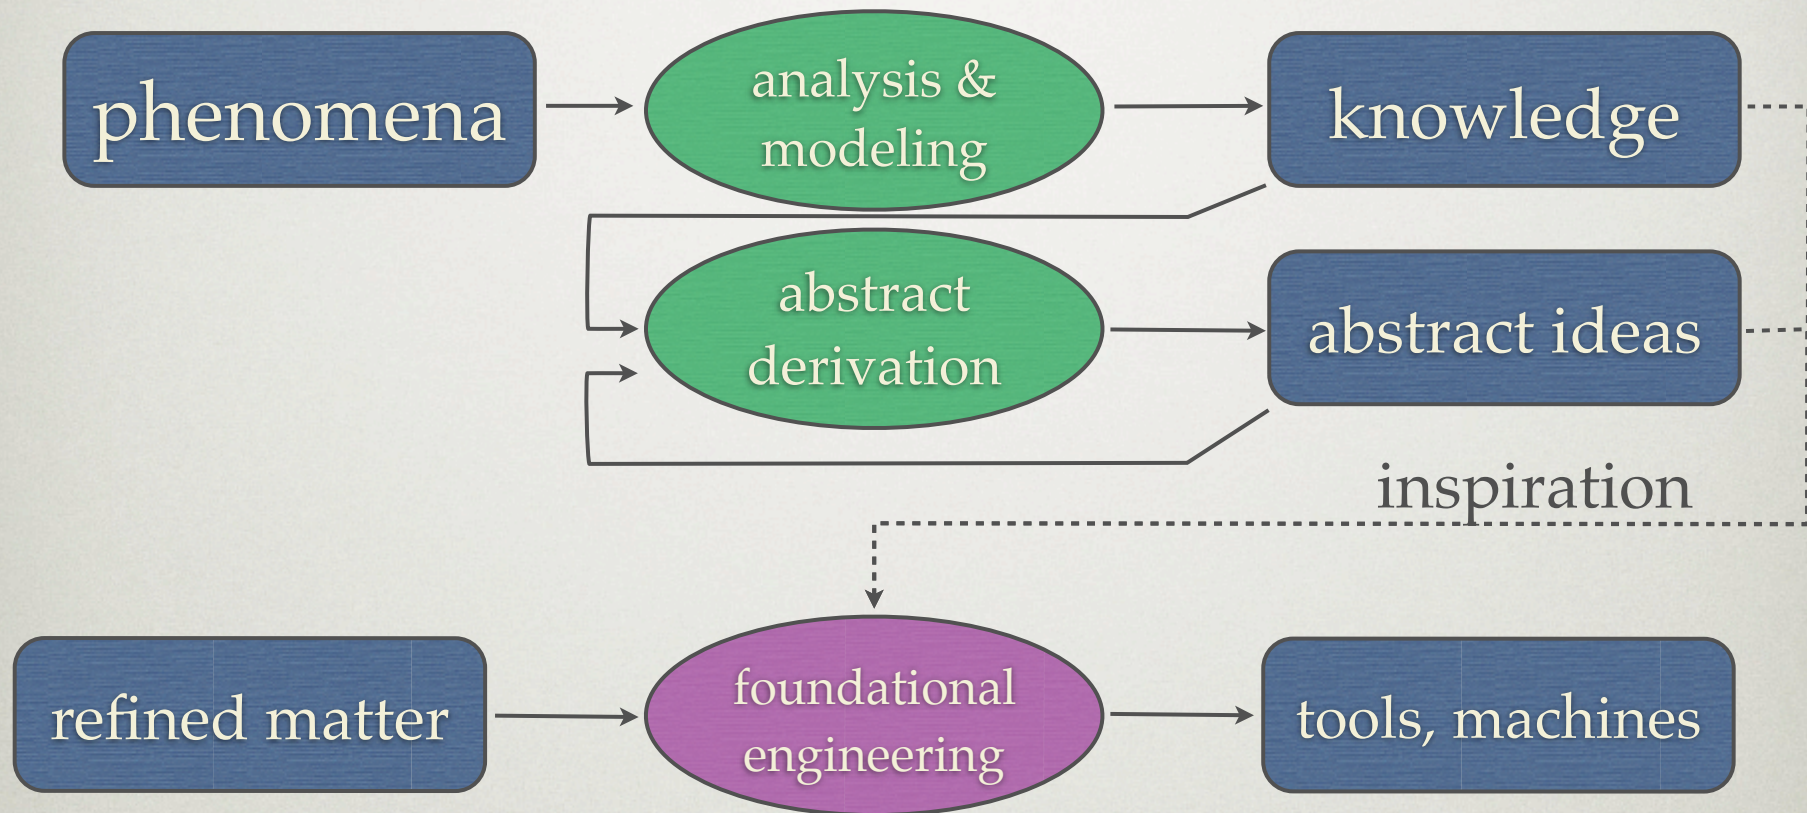 phenomena
analysis &
modeling
knowledge
abstract
derivation
abstract ideas
inspiration
refined matter
foundational
engineering
tools, machines